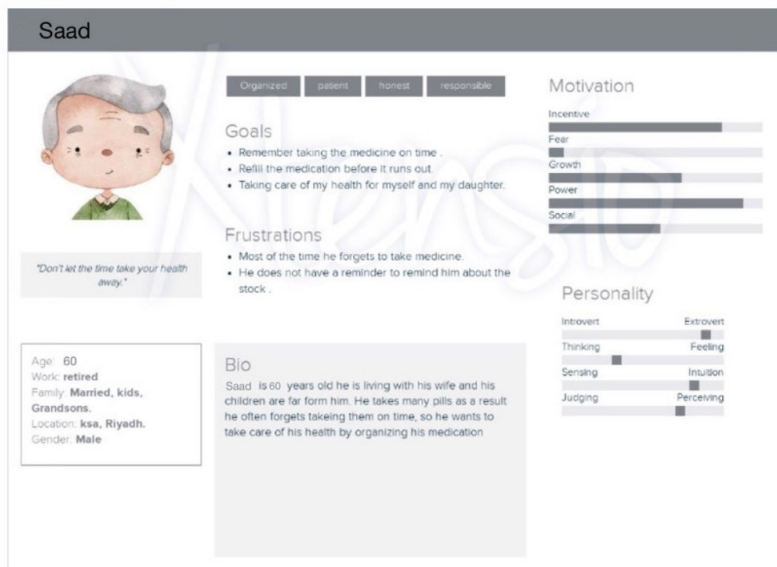 Saad
Organized
patient
honest
responsible
Goals
• Remember taking the medicine on time .
• Refill the medication before it runs out.
• Taking care of my health for myself and my daughter.
Frustrations
• Most of the time he forgets to take medicine.
• He does not have a reminder to remind him about the
stock .
"Don't let the time take your health
away."
Age: 60
Work: retired
Family: Married, kids,
Grandsons.
Location: ksa, Riyadh.
Gender: Male
Bio
Saad is 60 years old he is living with his wife and his
children are far form him. He takes many pills as a result
he often forgets takeing them on time, so he wants to
take care of his health by organizing his medication
Motivation
Incentive
Fear
Growth
Power
Social
Personality
Introvert Extrovert
Thinking Feeling
Sensing Intuition
Judging Perceiving
Xtensio